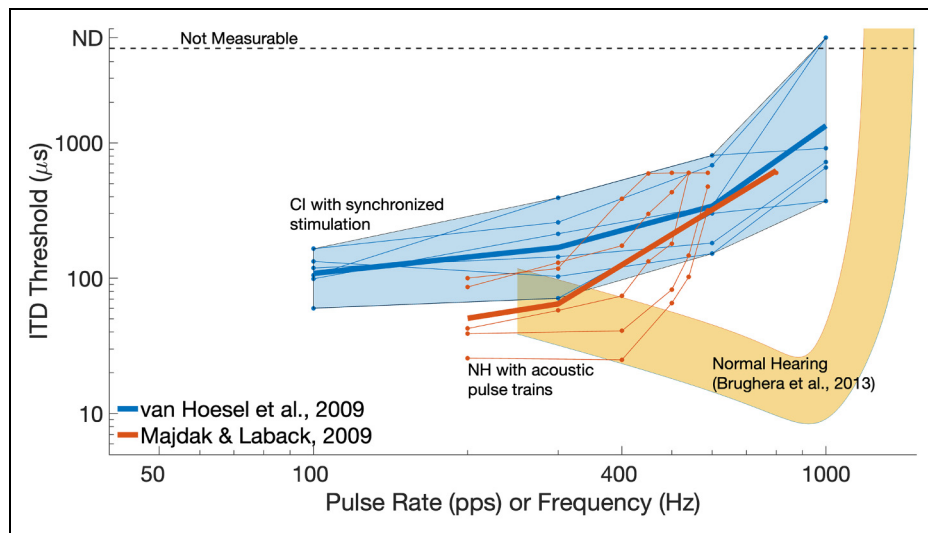 ND
Not Measurable
1000
CI with synchronized
stimulation
ITD Threshold (μs)
100
NH with acoustic
pulse trains
Normal Hearing
(Brughera et al., 2013)
van Hoesel et al., 2009
10
Majdak & Laback, 2009
50
100
400
1000
Pulse Rate (pps) or Frequency (Hz)